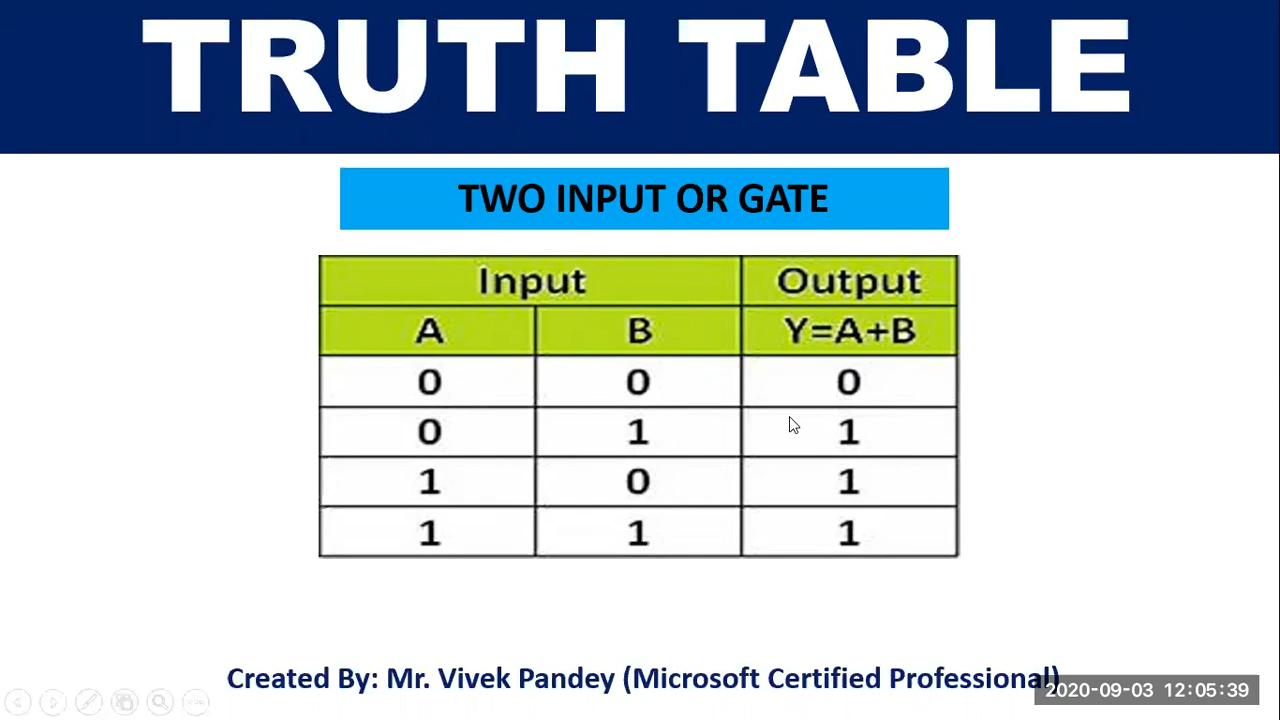 TRUTH TABLE
TWO INPUT OR GATE
Input Output
A B Y=A+B
0 0 0
0 1 1
1 0 1
1 1 1
Created By: Mr. Vivek Pandey (Microsoft Certified Professional)
2020-09-03 12:05:39